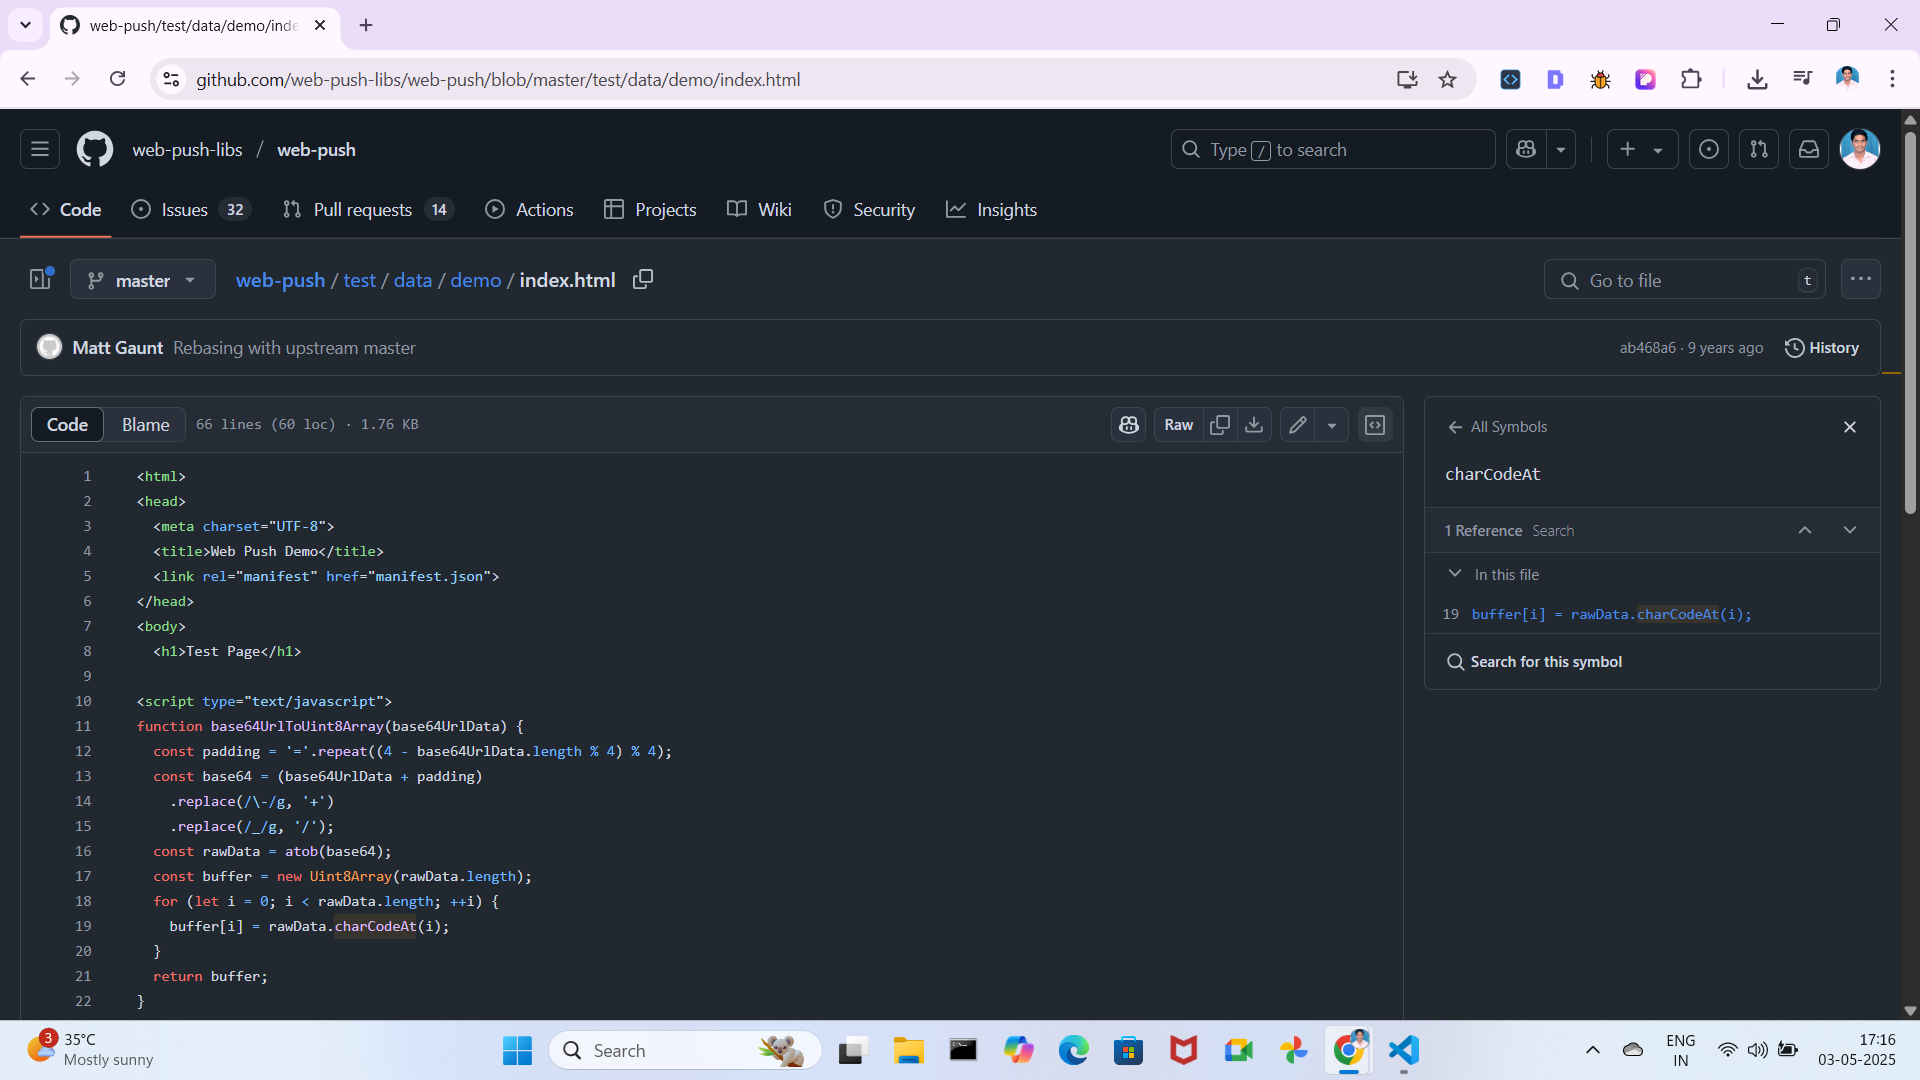 web-push/test/data/demo/inde
github.com/web-push-libs/web-push/blob/master/test/data/demo/index.html
web-push-libs / web-push
Type / to search
Code
Issues 32
Pull requests 14
Actions
Projects
Wiki
Security
Insights
master
web-push / test / data / demo / index.html
Go to file
t
Matt Gaunt Rebasing with upstream master
ab468a6 · 9 years ago
History
Code
Blame
66 lines (60 loc) · 1.76 KB
Raw
1 <html>
2 <head>
3 <meta charset="UTF-8">
4 <title>Web Push Demo</title>
5 <link rel="manifest" href="manifest.json">
6 </head>
7 <body>
8 <h1>Test Page</h1>
9
10 <script type="text/javascript">
11 function base64UrlToUint8Array(base64UrlData) {
12 const padding = '='.repeat((4 - base64UrlData.length % 4) % 4);
13 const base64 = (base64UrlData + padding)
14 .replace(/\-/g, '+')
15 .replace(/_/g, '/');
16 const rawData = atob(base64);
17 const buffer = new Uint8Array(rawData.length);
18 for (let i = 0; i < rawData.length; ++i) {
19 buffer[i] = rawData.charCodeAt(i);
20 }
21 return buffer;
22 }
All Symbols
charCodeAt
1 Reference Search
In this file
19 buffer[i] = rawData.charCodeAt(i);
Search for this symbol
3
35°C
Mostly sunny
Search
ENG
IN
17:16
03-05-2025